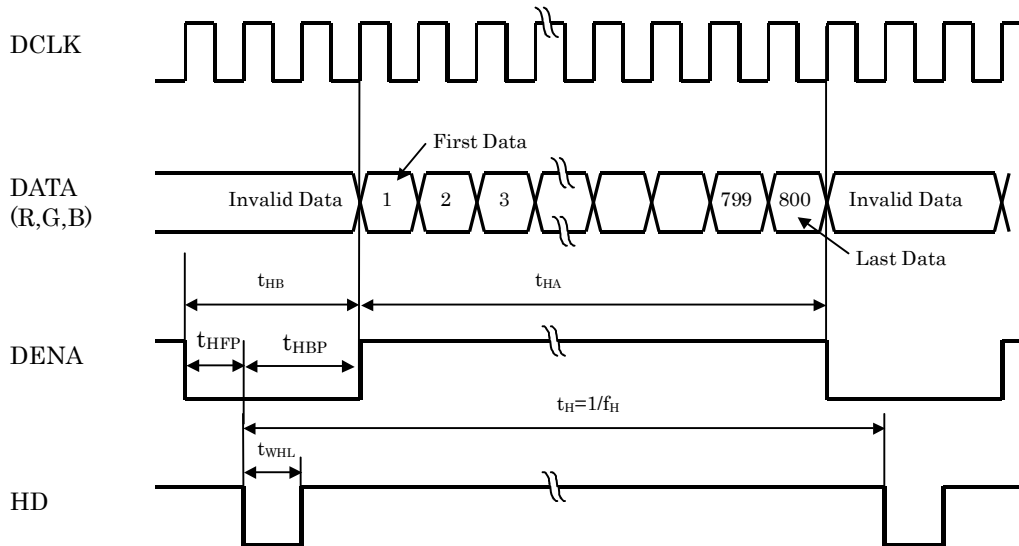 DCLK
First Data
DATA
(R,G,B)
Invalid Data 1 2 3 799 800 Invalid Data
Last Data
tHB tHA
DENA
tHFP tHBP
tH=1/fH
tWHL
HD